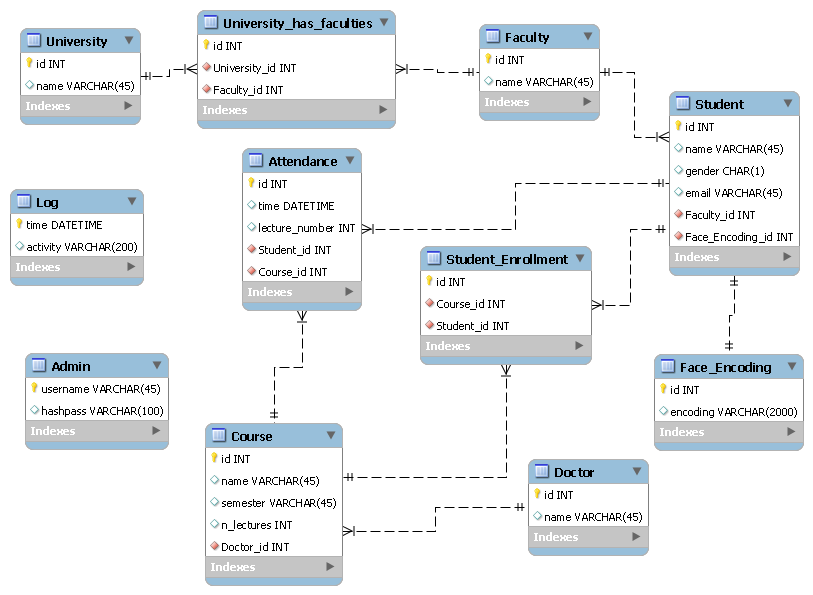 University
id INT
name VARCHAR(45)
Indexes
University_has_faculties
id INT
University_id INT
Faculty_id INT
Indexes
Faculty
id INT
name VARCHAR(45)
Indexes
Student
id INT
name VARCHAR(45)
gender CHAR(1)
email VARCHAR(45)
Faculty_id INT
Face_Encoding_id INT
Indexes
Attendance
id INT
time DATETIME
lecture_number INT
Student_id INT
Course_id INT
Indexes
Log
time DATETIME
activity VARCHAR(200)
Indexes
Student_Enrollment
id INT
Course_id INT
Student_id INT
Indexes
Admin
username VARCHAR(45)
hashpass VARCHAR(100)
Indexes
Face_Encoding
id INT
encoding VARCHAR(2000)
Indexes
Course
id INT
name VARCHAR(45)
semester VARCHAR(45)
n_lectures INT
Doctor_id INT
Indexes
Doctor
id INT
name VARCHAR(45)
Indexes